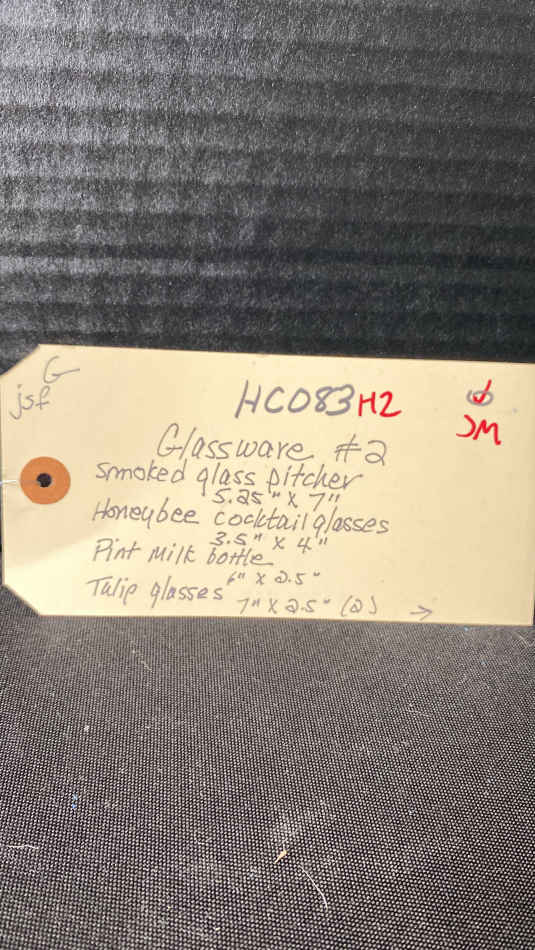 G
jsf
HC083 H2
JM
Glassware #2
Smoked glass pitcher
5.25" x 7"
Honeybee cocktail glasses
3.5" x 4"
Pint Milk bottle
6" x 2.5"
Tulip glasses
7" x 2.5" (2) →